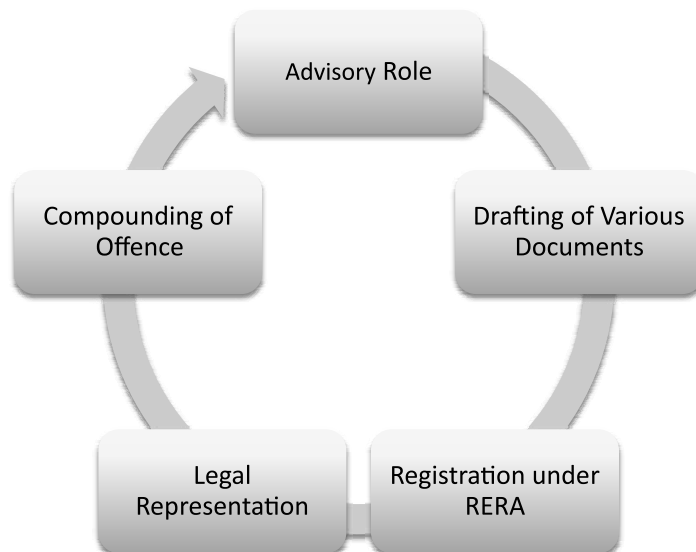 Advisory Role
Drafting of Various
Documents
Registration under
RERA
Legal
Representation
Compounding of
Offence